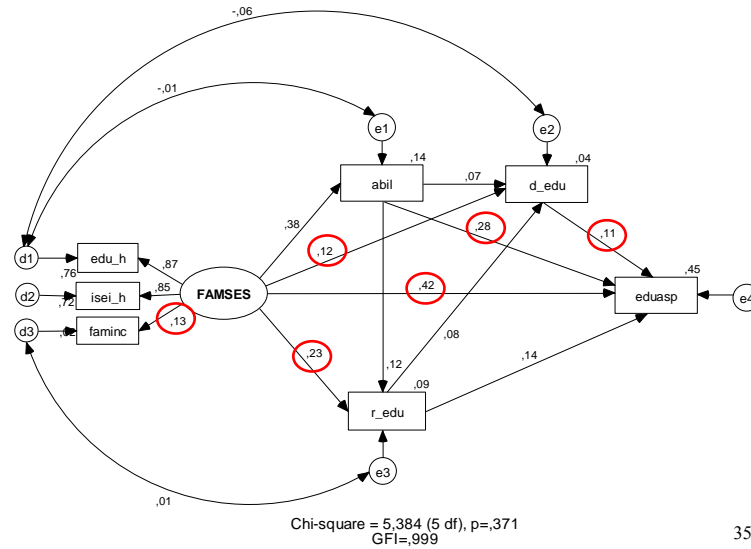 -,06
-,01
e1
e2
,14
,04
abil
,07
d_edu
,38
,28
,11
,12
d1
edu_h
,87
,76
,45
d2
isei_h
,85
FAMSES
,42
eduasp
,72
e4
d3
faminc
,13
,02
,23
,08
,14
,12
,09
r_edu
e3
,01
Chi-square = 5,384 (5 df), p=,371
GFI=,999
35